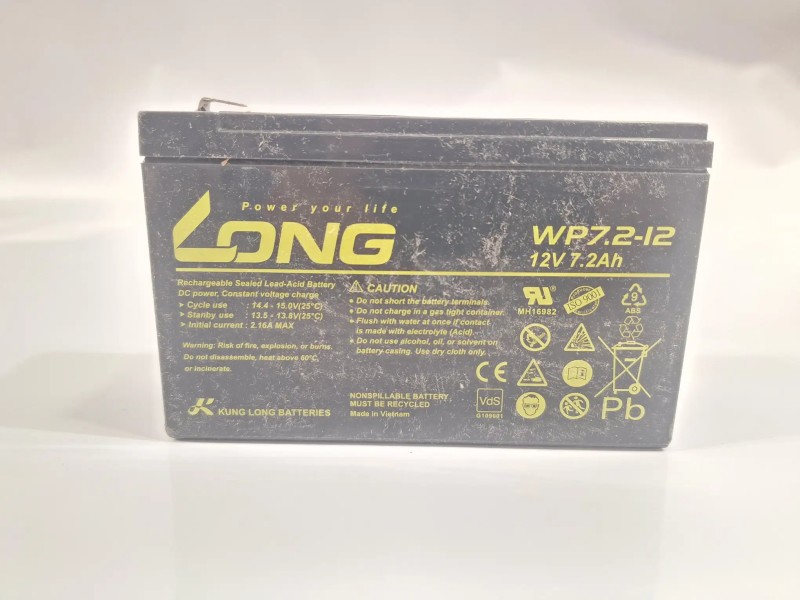 Power your life
LONG
WP7.2-12
12V 7.2Ah
Rechargeable Sealed Lead-Acid Battery
DC power, Constant voltage charge
▸ Cycle use : 14.4 - 15.0V(25°C)
▸ Stanby use : 13.5 - 13.8V(25°C)
▸ Initial current : 2.16A MAX
Warning: Risk of fire, explosion, or burns.
Do not disassemble, heat above 60°C,
or incinerate.
KUNG LONG BATTERIES
CAUTION
• Do not short the battery terminals.
• Do not charge in a gas tight container.
• Flush with water at once if contact
is made with electrolyte (Acid).
• Do not use alcohol, oil, or solvent on
battery casing. Use dry cloth only.
NONSPILLABLE BATTERY
MUST BE RECYCLED
Made in Vietnam
MH16982
ISO 9001
9
ABS
CE
VdS
Pb